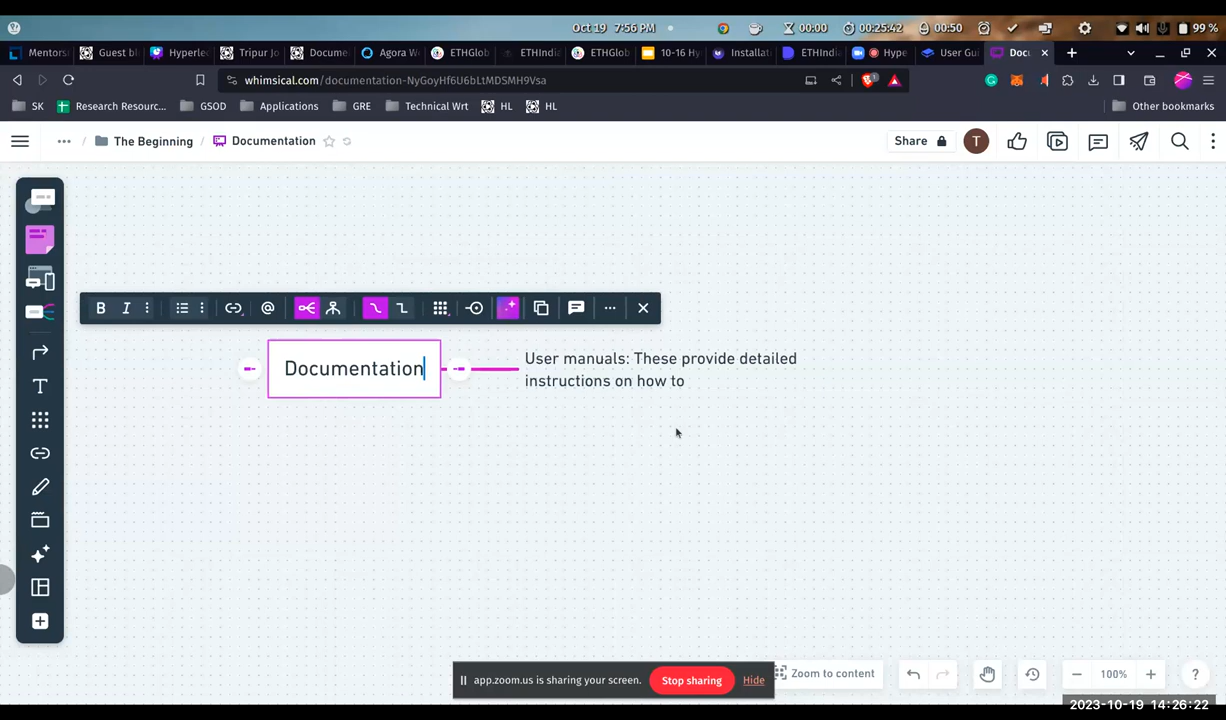 Oct 19 7:56 PM
00:00
00:25:42
00:50
99 %
Mentors
Guest bl
Hyperlec
Tripur Jo
Docume
Agora W
ETHGlob
ETHIndia
ETHGlob
10-16 Hy
Installat
ETHIndia
Hype
User Gui
Docu
whimsical.com/documentation-NyGoyHf6U6bLtMDSMH9Vsa
1
SK
Research Resourc...
GSOD
Applications
GRE
Technical Wrt
HL
HL
Other bookmarks
The Beginning / Documentation
Share
T
B I
Documentation
User manuals: These provide detailed
instructions on how to
T
app.zoom.us is sharing your screen.
Stop sharing
Hide
Zoom to content
100%
?
2023-10-19 14:26:22